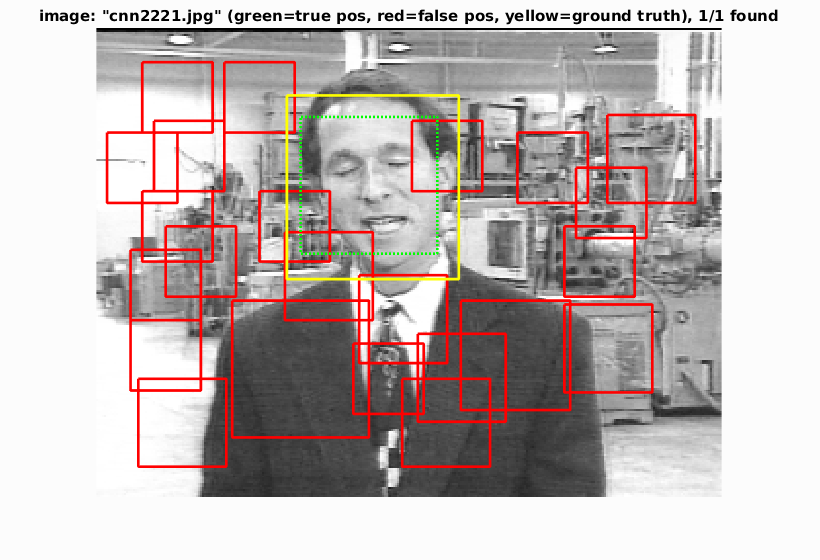 image: "cnn2221.jpg" (green=true pos, red=false pos, yellow=ground truth), 1/1 found